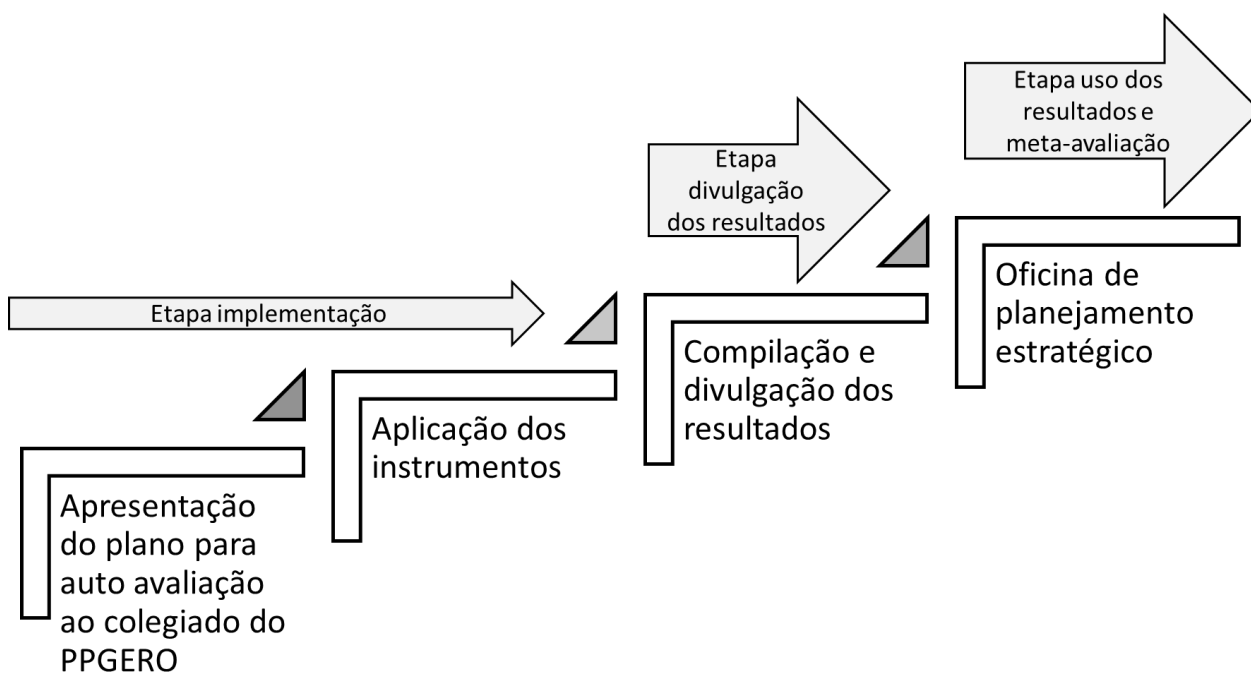 Etapa implementação
Etapa
divulgação
dos resultados
Etapa uso dos
resultados e
meta-avaliação
Apresentação
do plano para
auto avaliação
ao colegiado do
PPGERO
Aplicação dos
instrumentos
Compilação e
divulgação dos
resultados
Oficina de
planejamento
estratégico